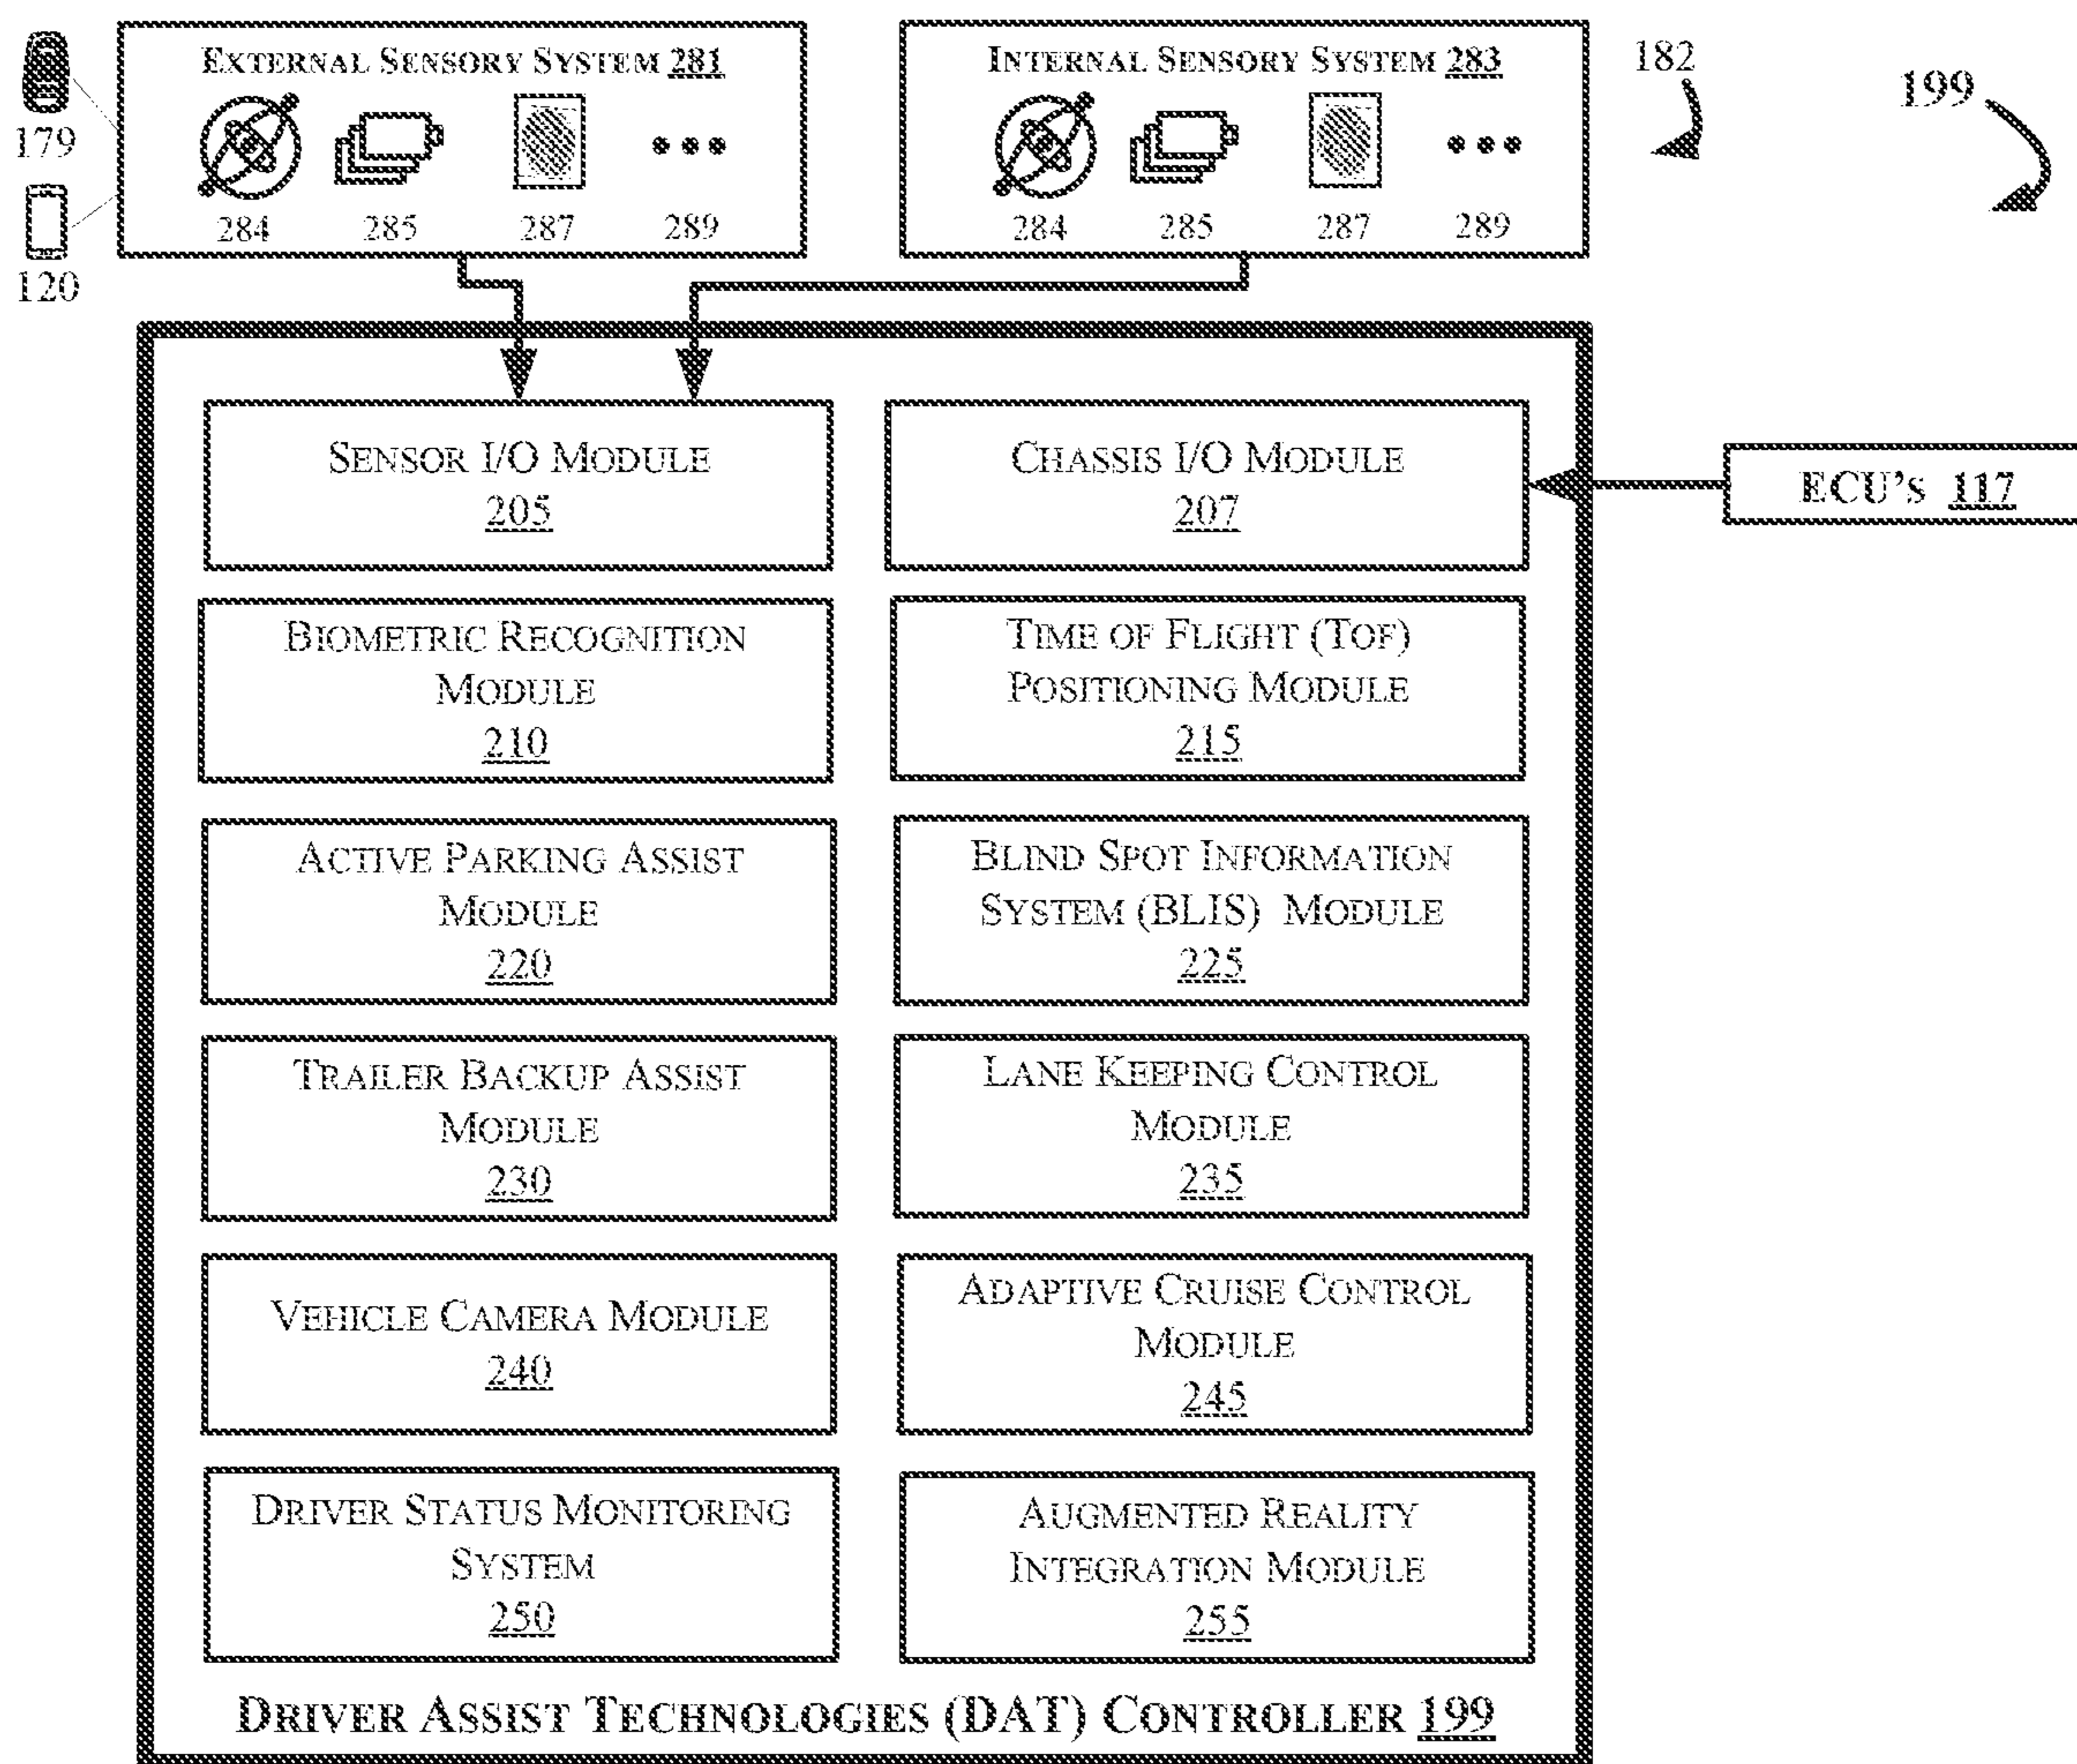 EXTERNAL SENSORY SYSTEM 281
INTERNAL SENSORY SYSTEM 283
182
199
179
284 285 287 289
284 285 287 289
120
SENSOR I/O MODULE
205
CHASSIS I/O MODULE
207
ECU'S 117
BIOMETRIC RECOGNITION
MODULE
210
TIME OF FLIGHT (TOF)
POSITIONING MODULE
215
ACTIVE PARKING ASSIST
MODULE
220
BLIND SPOT INFORMATION
SYSTEM (BLIS) MODULE
225
TRAILER BACKUP ASSIST
MODULE
230
LANE KEEPING CONTROL
MODULE
235
VEHICLE CAMERA MODULE
240
ADAPTIVE CRUISE CONTROL
MODULE
245
DRIVER STATUS MONITORING
SYSTEM
250
AUGMENTED REALITY
INTEGRATION MODULE
255
DRIVER ASSIST TECHNOLOGIES (DAT) CONTROLLER 199